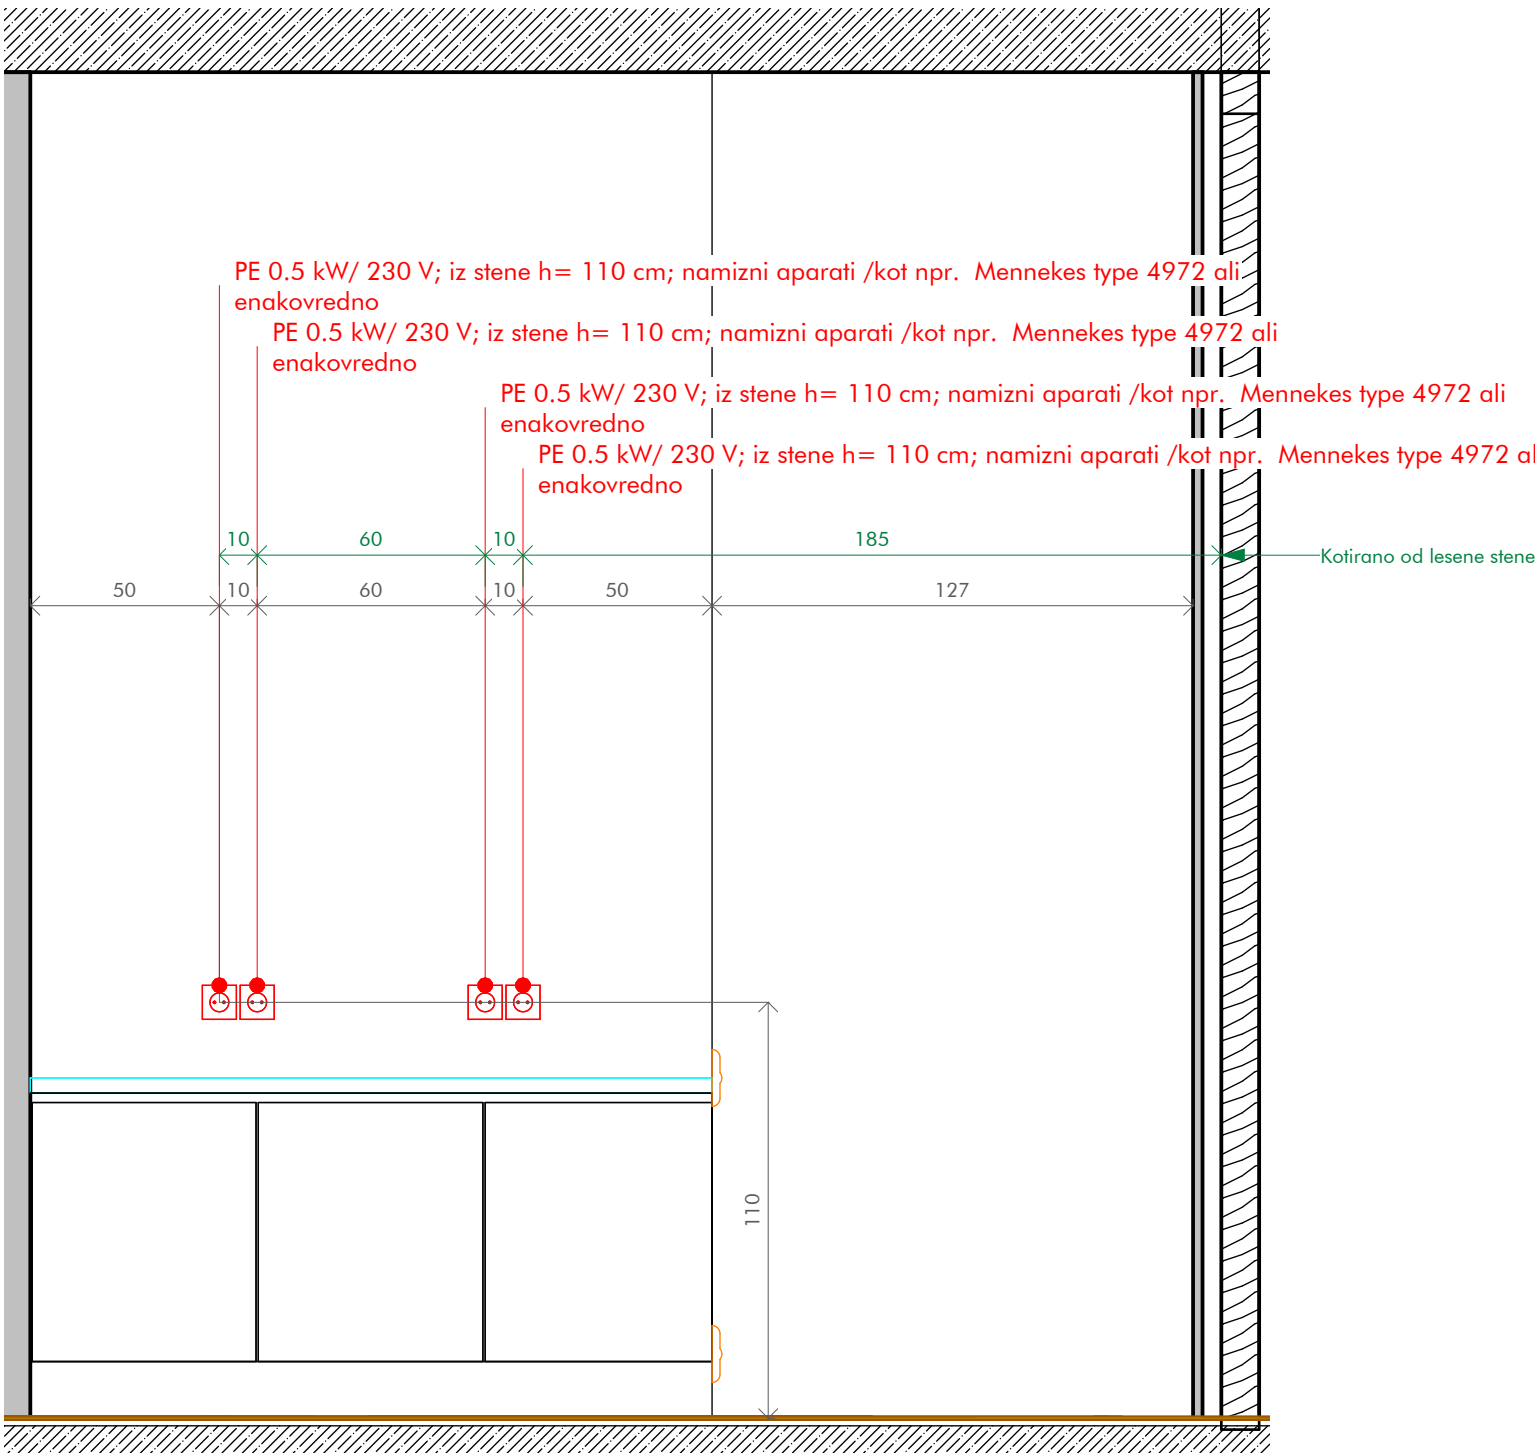 PE 0.5 kW/ 230 V; iz stene h= 110 cm; namizni aparati /kot npr.  Mennekes type 4972 ali
enakovredno
PE 0.5 kW/ 230 V; iz stene h= 110 cm; namizni aparati /kot npr.  Mennekes type 4972 ali
enakovredno
PE 0.5 kW/ 230 V; iz stene h= 110 cm; namizni aparati /kot npr.  Mennekes type 4972 ali
enakovredno
PE 0.5 kW/ 230 V; iz stene h= 110 cm; namizni aparati /kot npr.  Mennekes type 4972 al
enakovredno
10 60 10 185
Kotirano od lesene stene
50 10 60 10 50 127
110